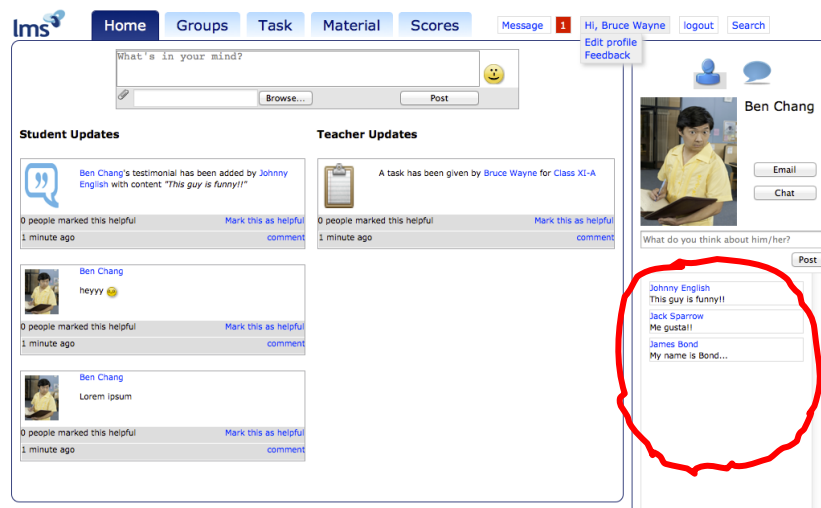 lms
Home Groups Task Material Scores Message 1 Hi, Bruce Wayne logout Search
Edit profile
Feedback
What's in your mind?
Browse... Post
Student Updates
Ben Chang's testimonial has been added by Johnny
English with content "This guy is funny!!"
0 people marked this helpful Mark this as helpful
1 minute ago comment
Ben Chang
heyyy
0 people marked this helpful Mark this as helpful
1 minute ago comment
Ben Chang
Lorem ipsum
0 people marked this helpful Mark this as helpful
1 minute ago comment
Teacher Updates
A task has been given by Bruce Wayne for Class XI-A
0 people marked this helpful Mark this as helpful
1 minute ago comment
Ben Chang
Email
Chat
What do you think about him/her?
Post
Johnny English
This guy is funny!!
Jack Sparrow
Me gusta!!
James Bond
My name is Bond...